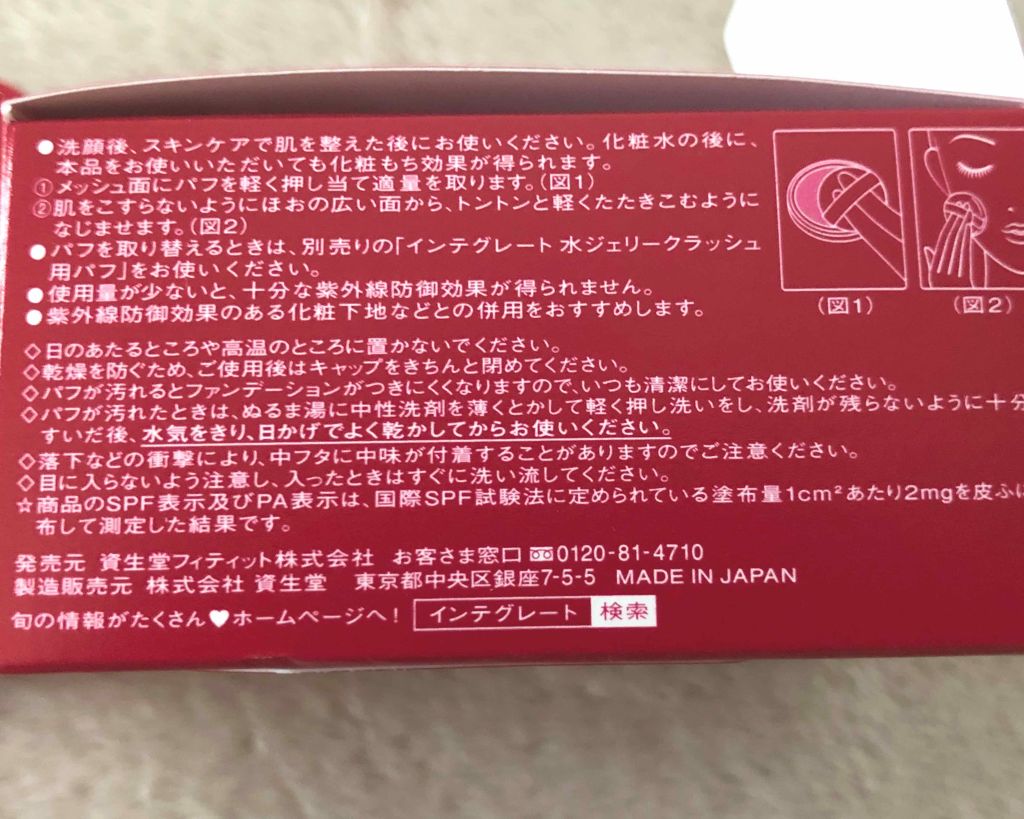 ●洗顔後、スキンケアで肌を整えた後にお使いください。化粧水の後に、
本品をお使いいただいても化粧もち効果が得られます。
①メッシュ面にパフを軽く押し当て適量を取ります。(図1)
②肌をこすらないようにほおの広い面から、トントンと軽くたたきこむように
なじませます。(図2)
●パフを取り替えるときは、別売りの「インテグレート 水ジェリークラッシュ
用パフ」をお使いください。
●使用量が少ないと、十分な紫外線防御効果が得られません。
●紫外線防御効果のある化粧下地などとの併用をおすすめします。
(図1)
(図2)
◇日のあたるところや高温のところに置かないでください。
◇乾燥を防ぐため、ご使用後はキャップをきちんと閉めてください。
◇パフが汚れるとファンデーションがつきにくくなりますので、いつも清潔にしてお使いください。
◇パフが汚れたときは、ぬるま湯に中性洗剤を薄くとかして軽く押し洗いをし、洗剤が残らないように十分
すいだ後、水気をきり、日かげでよく乾かしてからお使いください。
◇落下などの衝撃により、中フタに中味が付着することがありますのでご注意ください。
◇目に入らないよう注意し、入ったときはすぐに洗い流してください。
☆商品のSPF表示及びPA表示は、国際SPF試験法に定められている塗布量1cm²あたり2mgを皮ふに
布して測定した結果です。
発売元 資生堂フィティット株式会社 お客さま窓口 0120-81-4710
製造販売元 株式会社 資生堂 東京都中央区銀座7-5-5 MADE IN JAPAN
旬の情報がたくさん♥ホームページへ! インテグレート 検索